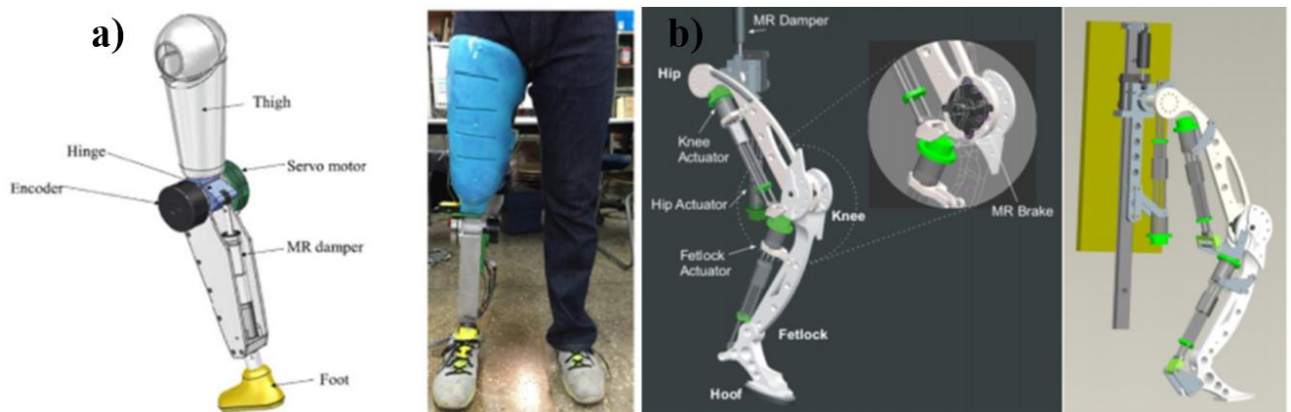 a)
Thigh
Hinge
Servo motor
Encoder
MR damper
Foot
b)
MR Damper
Hip
Knee
Actuator
Hip Actuator
Knee
MR Brake
Fetlock
Actuator
Fetlock
Hoof